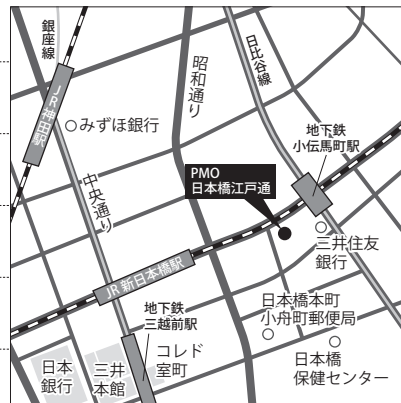 銀座線
JR神田駅
みずほ銀行
昭和通り
日比谷線
地下鉄
小伝馬町駅
PMO
日本橋江戸通
中央通り
三井住友
銀行
JR新日本橋駅
地下鉄
三越前駅
日本橋本町
小舟町郵便局
コレド
室町
日本
銀行
三井
本館
日本橋
保健センター